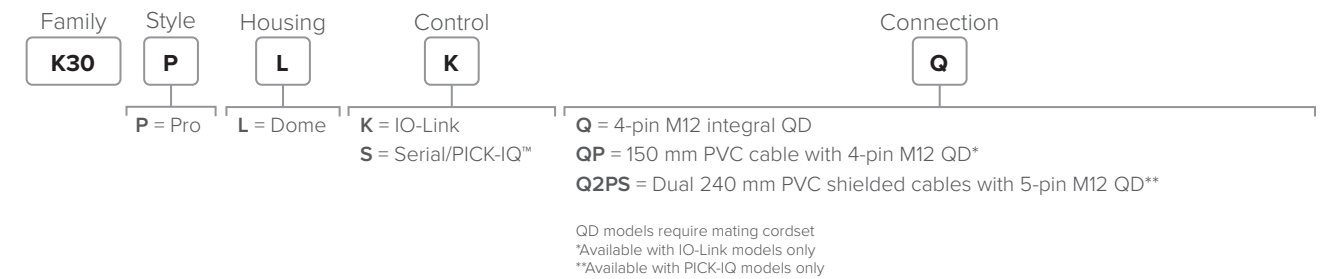 Family Style Housing Control Connection
K30 P L K Q
P = Pro L = Dome K = IO-Link Q = 4-pin M12 integral QD
S = Serial/PICK-IQ™ QP = 150 mm PVC cable with 4-pin M12 QD*
Q2PS = Dual 240 mm PVC shielded cables with 5-pin M12 QD**
QD models require mating cordset
*Available with IO-Link models only
**Available with PICK-IQ models only